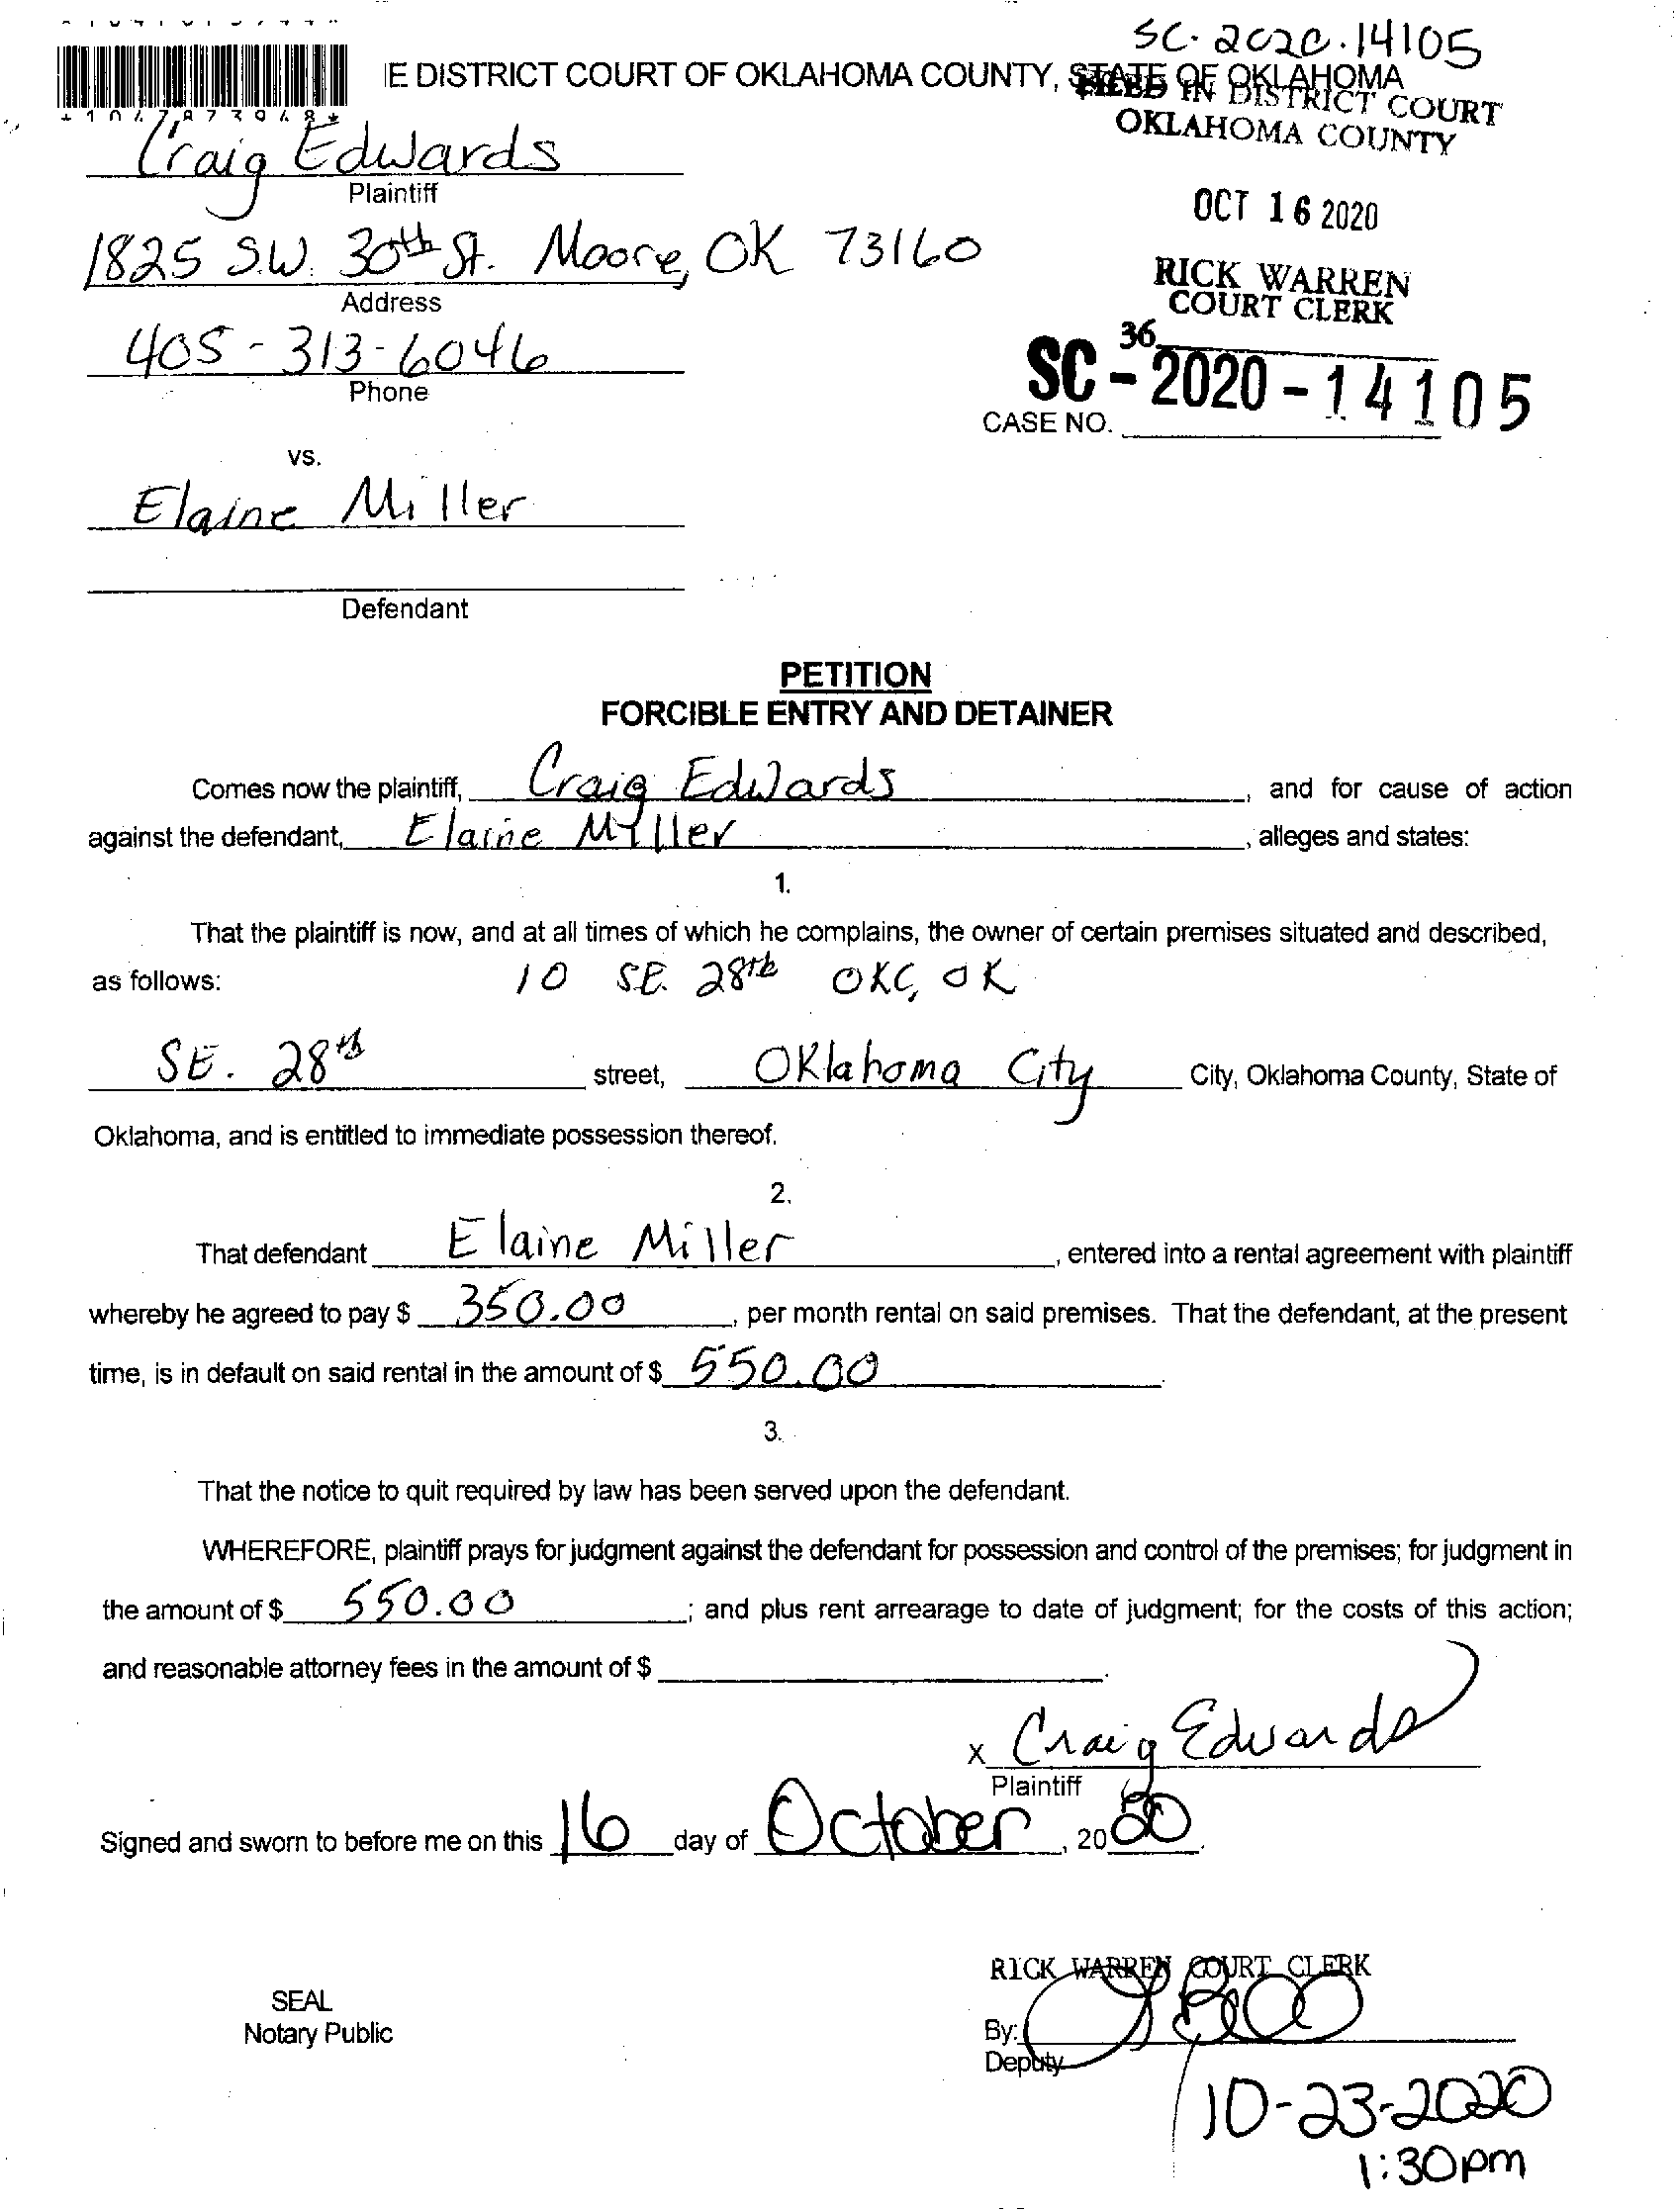 SC-2020-14105
IE DISTRICT COURT OF OKLAHOMA COUNTY, STATE OF OKLAHOMA
FILED IN DISTRICT COURT
OKLAHOMA COUNTY
Craig Edwards
Plaintiff
OCT 16 2020
1825 S.W. 30th St. Moore, OK 73160
Address
RICK WARREN
COURT CLERK
405-313-6046
Phone
36
SC-2020-14105
CASE NO.
vs.
Elaine Miller
Defendant
PETITION
FORCIBLE ENTRY AND DETAINER
Comes now the plaintiff, Craig Edwards, and for cause of action
against the defendant, Elaine Miller, alleges and states:
1.
That the plaintiff is now, and at all times of which he complains, the owner of certain premises situated and described,
as follows: 10 SE. 28th OKC, OK
SE. 28th street, Oklahoma City City, Oklahoma County, State of
Oklahoma, and is entitled to immediate possession thereof.
2.
That defendant Elaine Miller, entered into a rental agreement with plaintiff
whereby he agreed to pay $ 350.00, per month rental on said premises. That the defendant, at the present
time, is in default on said rental in the amount of $ 550.00.
3.
That the notice to quit required by law has been served upon the defendant.
WHEREFORE, plaintiff prays for judgment against the defendant for possession and control of the premises; for judgment in
the amount of $ 550.00; and plus rent arrearage to date of judgment; for the costs of this action;
and reasonable attorney fees in the amount of $ .
x Craig Edwards
Plaintiff
Signed and sworn to before me on this 16 day of October, 2020.
RICK WARREN COURT CLERK
SEAL
Notary Public
By:
Deputy
10-23-2020
1:30pm